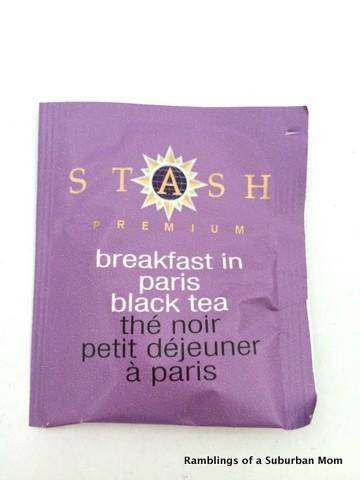 STASH
PREMIUM
breakfast in
paris
black tea
thé noir
petit déjeuner
à paris
Ramblings of a Suburban Mom